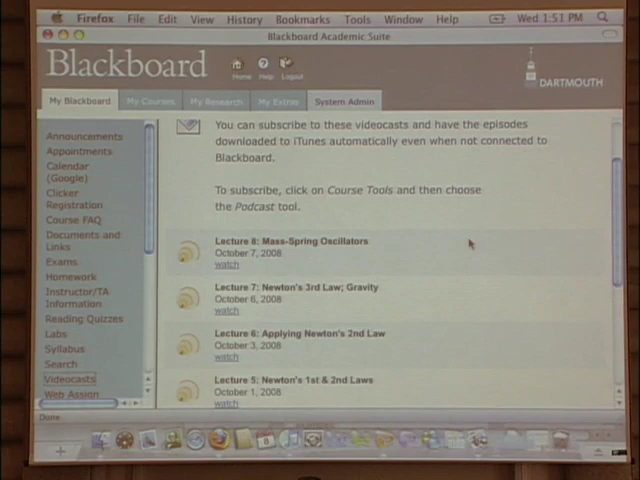 Firefox File Edit View History Bookmarks Tools Window Help Wed 1:51 PM
Blackboard Academic Suite
Blackboard
Home Help Logout
DARTMOUTH
My Blackboard My Courses My Research My Extras System Admin
Announcements
Appointments
Calendar
(Google)
Clicker
Registration
Course FAQ
Documents and
Links
Exams
Homework
Instructor/TA
Information
Reading Quizzes
Labs
Syllabus
Search
Videocasts
Web Assign
You can subscribe to these videocasts and have the episodes
downloaded to iTunes automatically even when not connected to
Blackboard.
To subscribe, click on Course Tools and then choose
the Podcast tool.
Lecture 8: Mass-Spring Oscillators
October 7, 2008
watch
Lecture 7: Newton's 3rd Law; Gravity
October 6, 2008
watch
Lecture 6: Applying Newton's 2nd Law
October 3, 2008
watch
Lecture 5: Newton's 1st & 2nd Laws
October 1, 2008
watch
Done